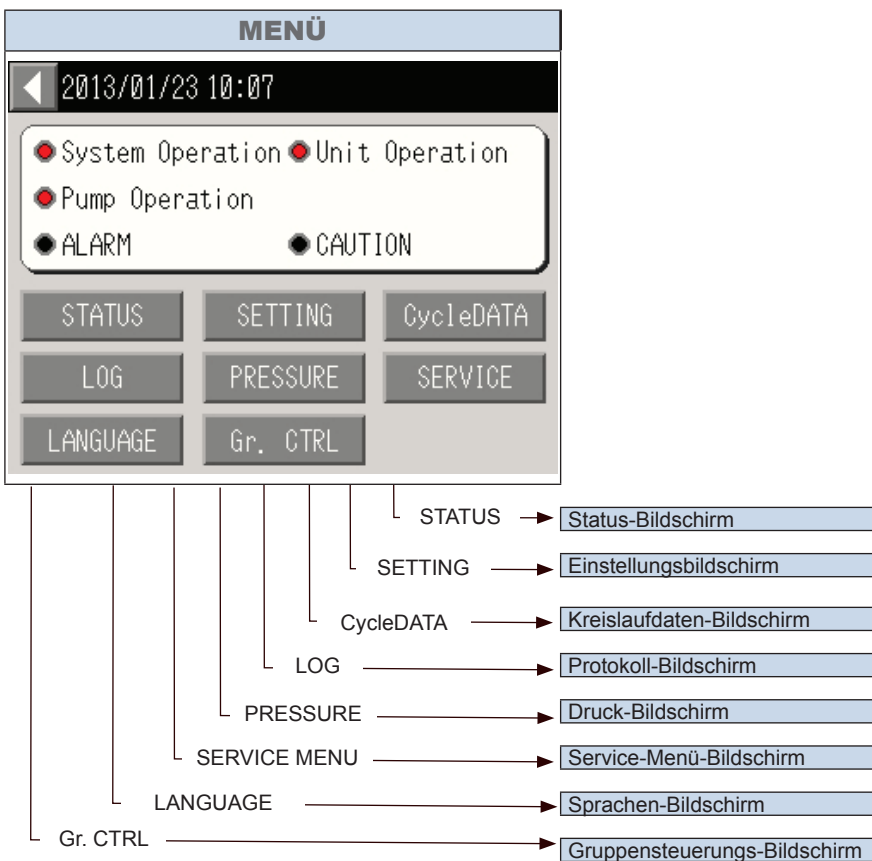 MENÜ
2013/01/23 10:07
System Operation Unit Operation
Pump Operation
ALARM CAUTION
STATUS SETTING CycleDATA
LOG PRESSURE SERVICE
LANGUAGE Gr. CTRL
STATUS Status-Bildschirm
SETTING Einstellungsbildschirm
CycleDATA Kreislaufdaten-Bildschirm
LOG Protokoll-Bildschirm
PRESSURE Druck-Bildschirm
SERVICE MENU Service-Menü-Bildschirm
LANGUAGE Sprachen-Bildschirm
Gr. CTRL Gruppensteuerungs-Bildschirm